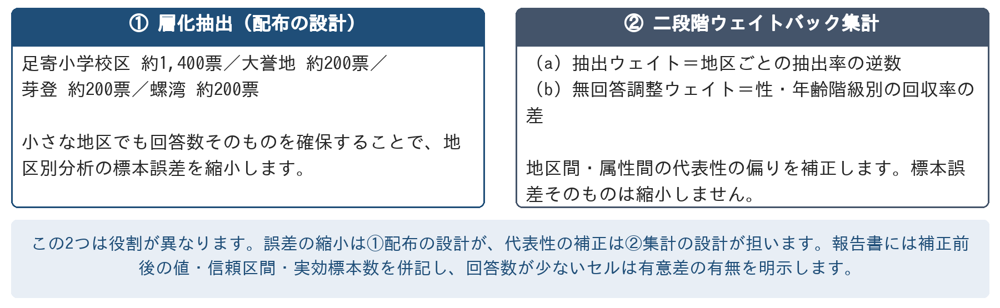 ① 層化抽出（配布の設計）
足寄小学校区 約1,400票／大誉地 約200票／
芽登 約200票／螺湾 約200票
小さな地区でも回答数そのものを確保することで、地
区別分析の標本誤差を縮小します。
② 二段階ウェイトバック集計
（a）抽出ウェイト＝地区ごとの抽出率の逆数
（b）無回答調整ウェイト＝性・年齢階級別の回収率の
差
地区間・属性間の代表性の偏りを補正します。標本誤
差そのものは縮小しません。
この2つは役割が異なります。誤差の縮小は①配布の設計が、代表性の補正は②集計の設計が担います。報告書には補正前
後の値・信頼区間・実効標本数を併記し、回答数が少ないセルは有意差の有無を明示します。